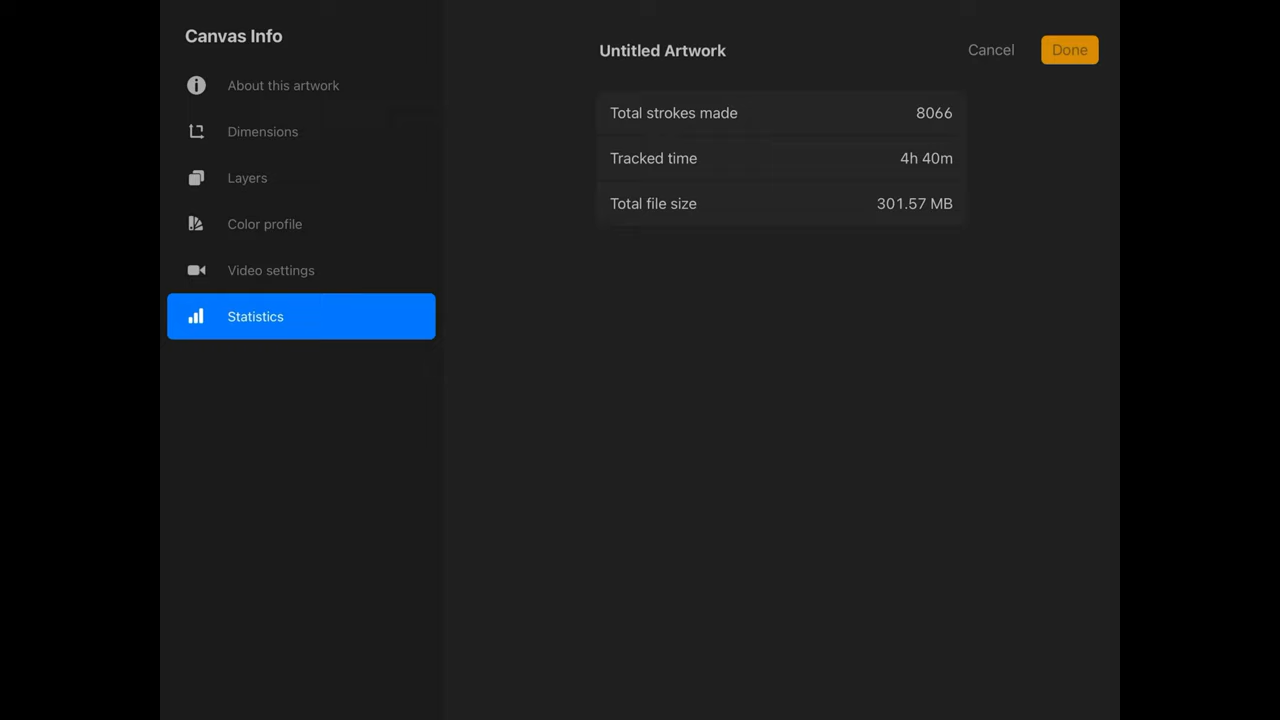 Canvas Info
About this artwork
Dimensions
Layers
Color profile
Video settings
Statistics
Untitled Artwork
Cancel
Done
Total strokes made 8066
Tracked time 4h 40m
Total file size 301.57 MB